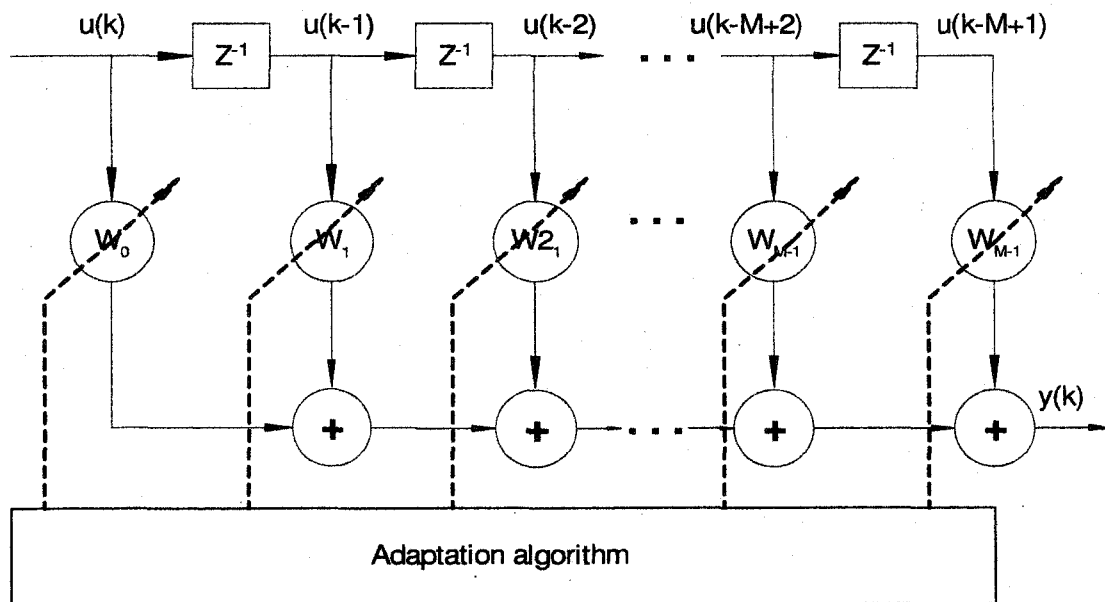 u(k) u(k-1) u(k-2) u(k-M+2) u(k-M+1)
Z⁻¹ Z⁻¹ ... Z⁻¹
W₀ W₁ W2₁ ... W_M-1 W_M-1
+ + ... + + y(k)
Adaptation algorithm